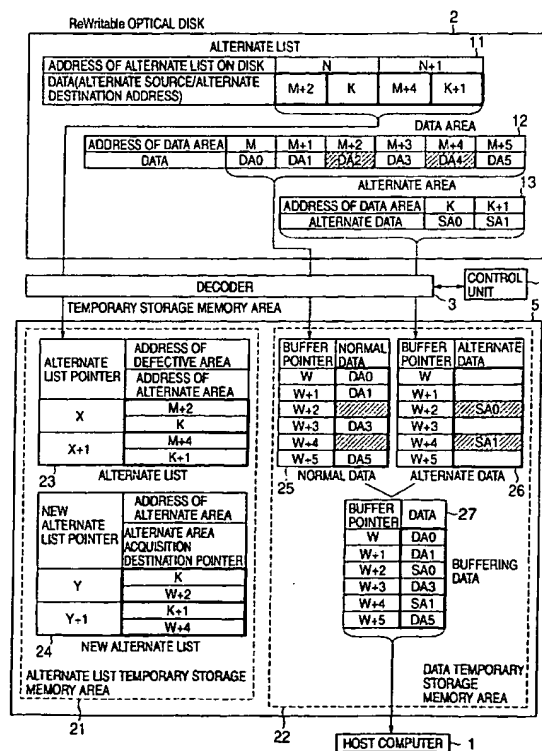 ReWritable OPTICAL DISK
2
ALTERNATE LIST
11
ADDRESS OF ALTERNATE LIST ON DISK N N+1
DATA(ALTERNATE SOURCE/ALTERNATE DESTINATION ADDRESS) M+2 K M+4 K+1
DATA AREA
12
ADDRESS OF DATA AREA M M+1 M+2 M+3 M+4 M+5
DATA DA0 DA1 DA2 DA3 DA4 DA5
ALTERNATE AREA
13
ADDRESS OF DATA AREA K K+1
ALTERNATE DATA SA0 SA1
DECODER
3
CONTROL UNIT
TEMPORARY STORAGE MEMORY AREA
5
ALTERNATE LIST POINTER
ADDRESS OF DEFECTIVE AREA
ADDRESS OF ALTERNATE AREA
X M+2
K
X+1 M+4
K+1
23
ALTERNATE LIST
NEW ALTERNATE LIST POINTER
ADDRESS OF ALTERNATE AREA
ALTERNATE AREA ACQUISITION DESTINATION POINTER
Y K
W+2
Y+1 K+1
W+4
24
NEW ALTERNATE LIST
ALTERNATE LIST TEMPORARY STORAGE MEMORY AREA
21
BUFFER POINTER NORMAL DATA
W DA0
W+1 DA1
W+2
W+3 DA3
W+4
W+5 DA5
25
NORMAL DATA
BUFFER POINTER ALTERNATE DATA
W
W+1
W+2 SA0
W+3
W+4 SA1
W+5
ALTERNATE DATA
26
BUFFER POINTER DATA
27
W DA0
W+1 DA1
W+2 SA0
W+3 DA3
W+4 SA1
W+5 DA5
BUFFERING DATA
DATA TEMPORARY STORAGE MEMORY AREA
22
HOST COMPUTER
1